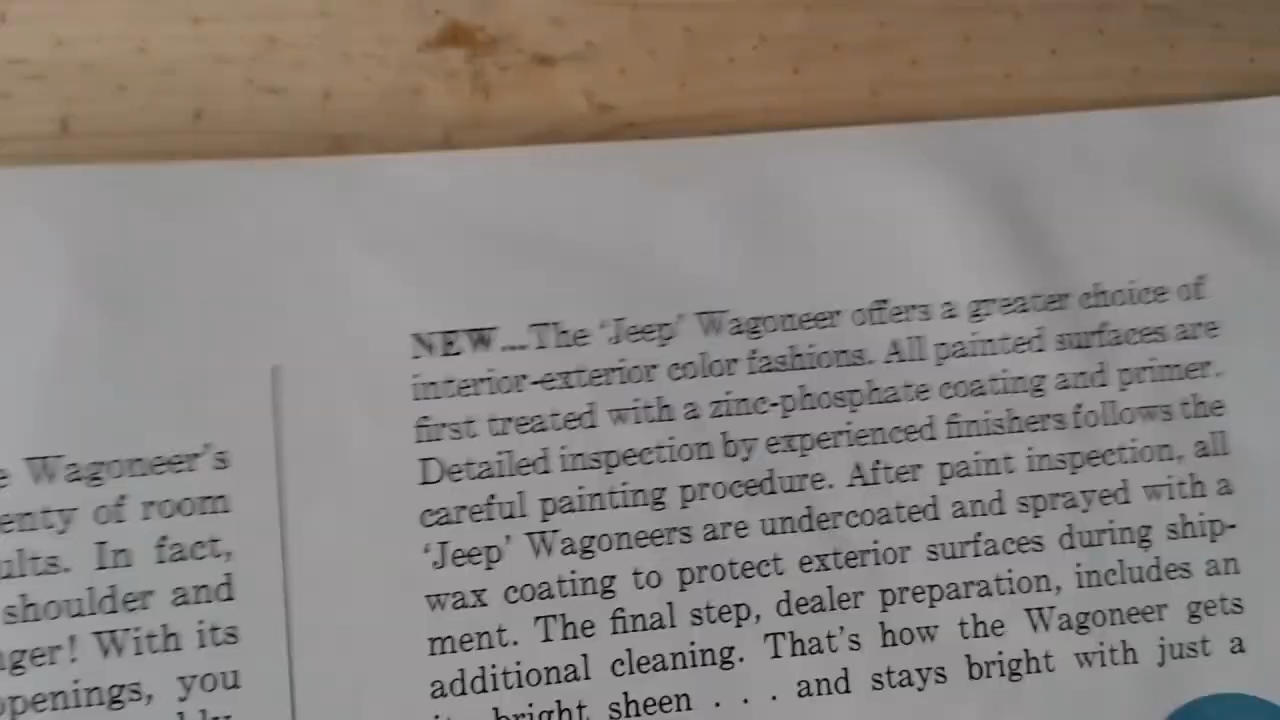 Wagoneer's
of room
In fact,
shoulder and
With its
you
NEW...The 'Jeep' Wagoneer offers a greater choice of
interior-exterior color fashions. All painted surfaces are
first treated with a zinc-phosphate coating and primer.
Detailed inspection by experienced finishers follows the
careful painting procedure. After paint inspection, all
'Jeep' Wagoneers are undercoated and sprayed with a
wax coating to protect exterior surfaces during ship-
ment. The final step, dealer preparation, includes an
additional cleaning. That's how the Wagoneer gets
bright sheen . . . and stays bright with just a